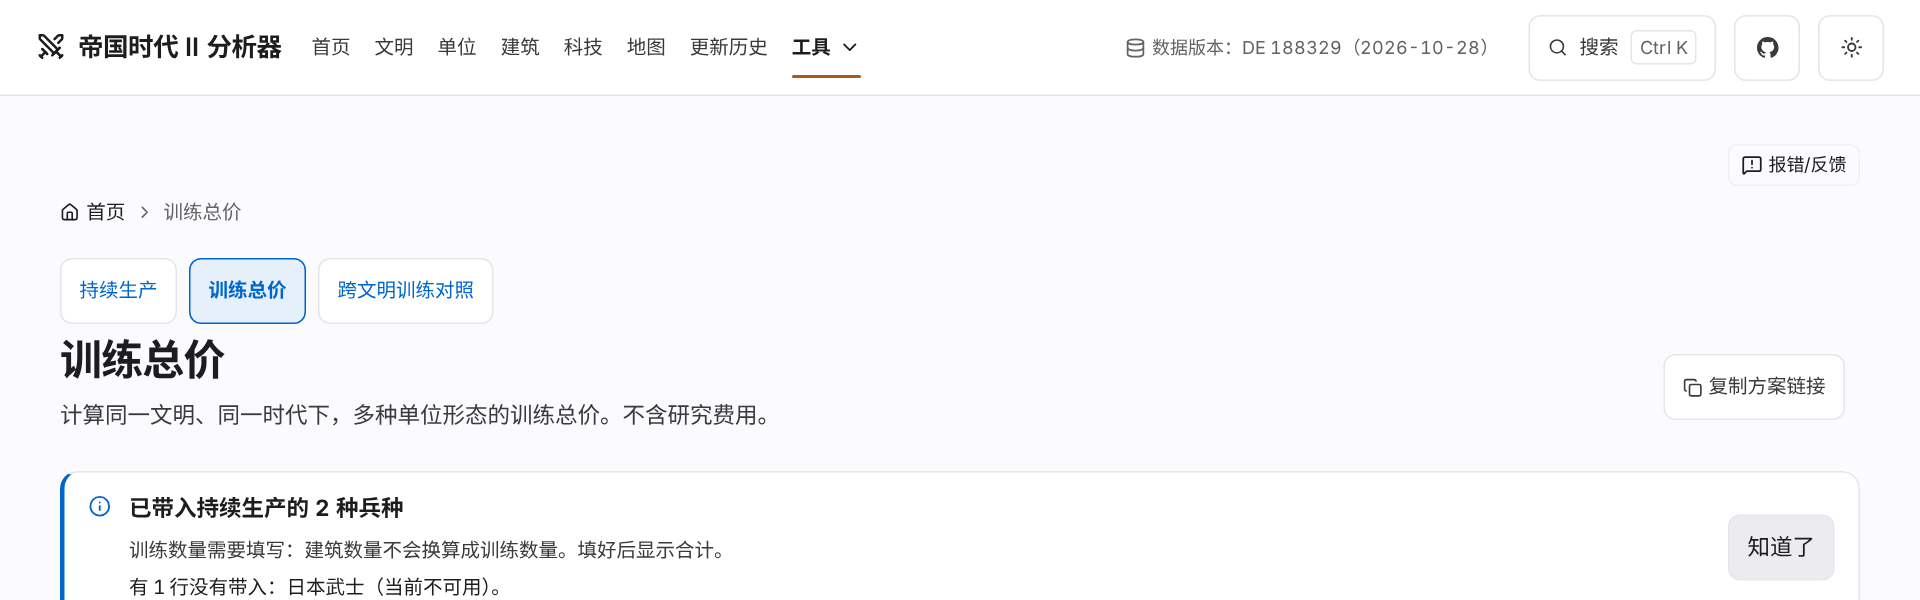 帝国时代 II 分析器 首页 文明 单位 建筑 科技 地图 更新历史 工具 数据版本：DE 188329（2026-10-28） 搜索 Ctrl K
报错/反馈
首页 > 训练总价
持续生产 训练总价 跨文明训练对照
训练总价
复制方案链接
计算同一文明、同一时代下，多种单位形态的训练总价。不含研究费用。
已带入持续生产的 2 种兵种
训练数量需要填写：建筑数量不会换算成训练数量。填好后显示合计。
知道了
有 1 行没有带入：日本武士（当前不可用）。